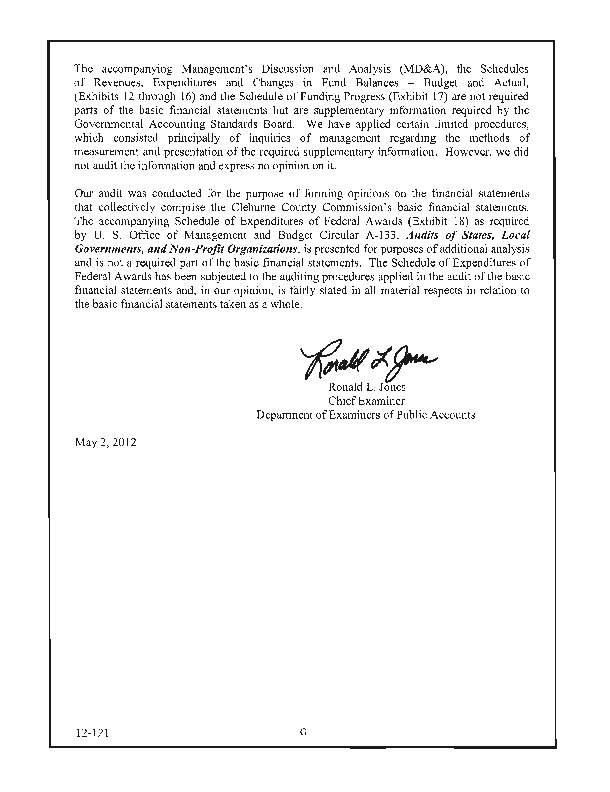 The accompanying Management's Discussion and Analysis (MD&A), the Schedules
of Revenues, Expenditures and Changes in Fund Balances – Budget and Actual,
(Exhibits 12 through 16) and the Schedule of Funding Progress (Exhibit 17) are not required
parts of the basic financial statements but are supplementary information required by the
Governmental Accounting Standards Board. We have applied certain limited procedures,
which consisted principally of inquiries of management regarding the methods of
measurement and presentation of the required supplementary information. However, we did
not audit the information and express no opinion on it.
Our audit was conducted for the purpose of forming opinions on the financial statements
that collectively comprise the Cleburne County Commission's basic financial statements.
The accompanying Schedule of Expenditures of Federal Awards (Exhibit 18) as required
by U. S. Office of Management and Budget Circular A-133, Audits of States, Local
Governments, and Non-Profit Organizations, is presented for purposes of additional analysis
and is not a required part of the basic financial statements. The Schedule of Expenditures of
Federal Awards has been subjected to the auditing procedures applied in the audit of the basic
financial statements and, in our opinion, is fairly stated in all material respects in relation to
the basic financial statements taken as a whole.
Ronald L Jones
Ronald L. Jones
Chief Examiner
Department of Examiners of Public Accounts
May 2, 2012
12-121 G